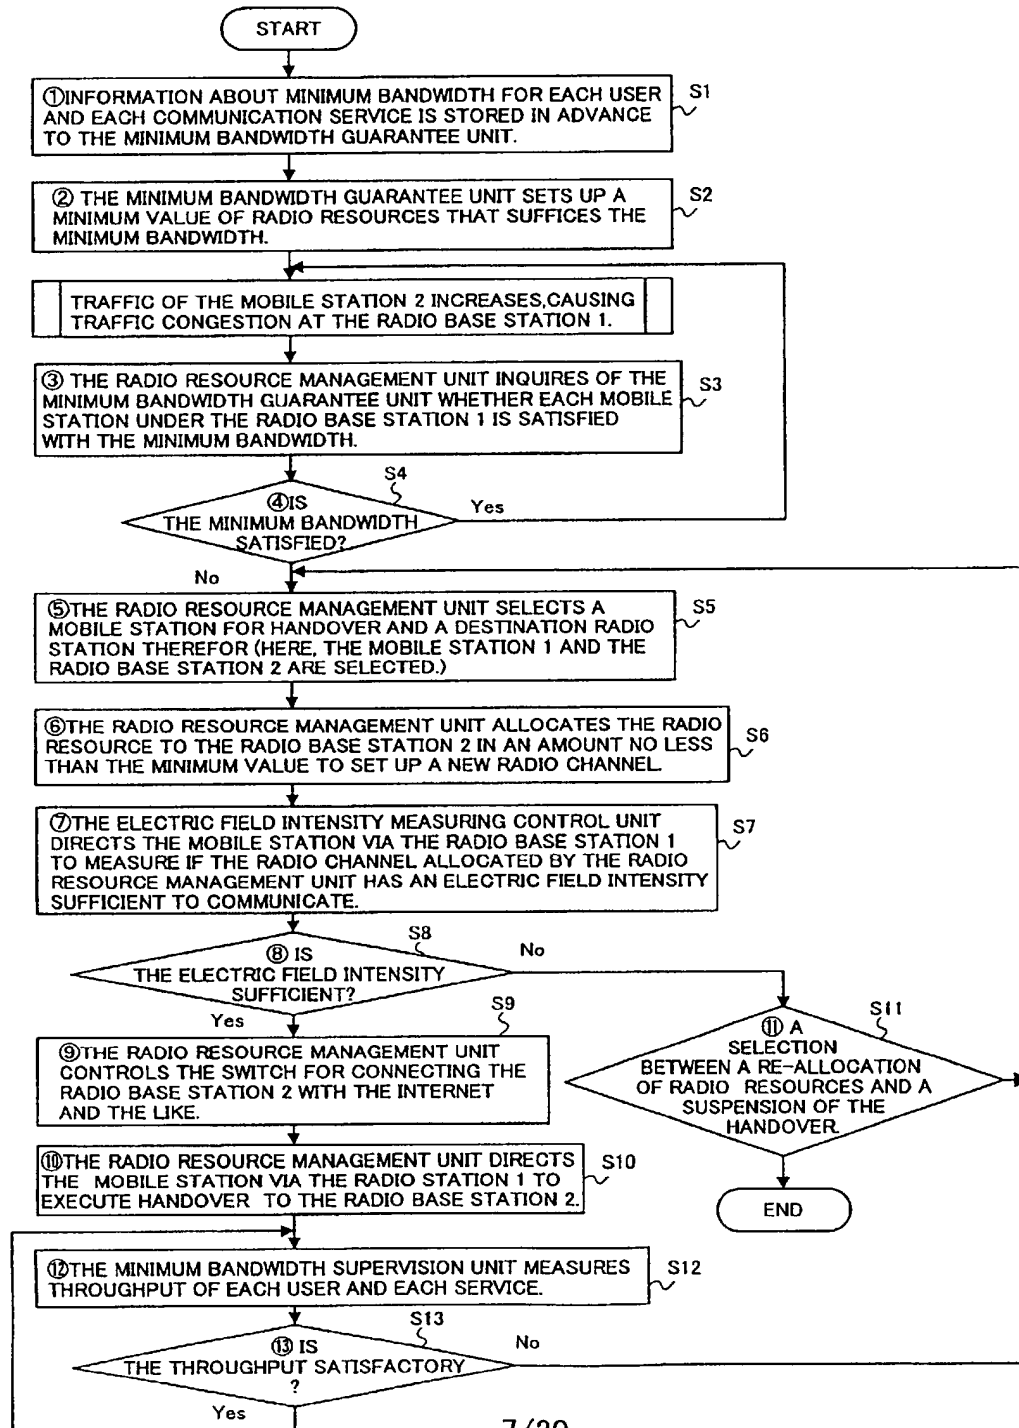 START
①INFORMATION ABOUT MINIMUM BANDWIDTH FOR EACH USER
AND EACH COMMUNICATION SERVICE IS STORED IN ADVANCE
TO THE MINIMUM BANDWIDTH GUARANTEE UNIT.
S1
② THE MINIMUM BANDWIDTH GUARANTEE UNIT SETS UP A
MINIMUM VALUE OF RADIO RESOURCES THAT SUFFICES THE
MINIMUM BANDWIDTH.
S2
TRAFFIC OF THE MOBILE STATION 2 INCREASES,CAUSING
TRAFFIC CONGESTION AT THE RADIO BASE STATION 1.
③ THE RADIO RESOURCE MANAGEMENT UNIT INQUIRES OF THE
MINIMUM BANDWIDTH GUARANTEE UNIT WHETHER EACH MOBILE
STATION UNDER THE RADIO BASE STATION 1 IS SATISFIED
WITH THE MINIMUM BANDWIDTH.
S3
S4
④IS
THE MINIMUM BANDWIDTH
SATISFIED?
Yes
No
⑤THE RADIO RESOURCE MANAGEMENT UNIT SELECTS A
MOBILE STATION FOR HANDOVER AND A DESTINATION RADIO
STATION THEREFOR (HERE, THE MOBILE STATION 1 AND THE
RADIO BASE STATION 2 ARE SELECTED.)
S5
⑥THE RADIO RESOURCE MANAGEMENT UNIT ALLOCATES THE RADIO
RESOURCE TO THE RADIO BASE STATION 2 IN AN AMOUNT NO LESS
THAN THE MINIMUM VALUE TO SET UP A NEW RADIO CHANNEL.
S6
⑦THE ELECTRIC FIELD INTENSITY MEASURING CONTROL UNIT
DIRECTS THE MOBILE STATION VIA THE RADIO BASE STATION 1
TO MEASURE IF THE RADIO CHANNEL ALLOCATED BY THE RADIO
RESOURCE MANAGEMENT UNIT HAS AN ELECTRIC FIELD INTENSITY
SUFFICIENT TO COMMUNICATE.
S7
S8
⑧ IS
THE ELECTRIC FIELD INTENSITY
SUFFICIENT?
No
Yes
S9
⑨THE RADIO RESOURCE MANAGEMENT UNIT
CONTROLS THE SWITCH FOR CONNECTING THE
RADIO BASE STATION 2 WITH THE INTERNET
AND THE LIKE.
S11
⑪ A
SELECTION
BETWEEN A RE-ALLOCATION
OF RADIO RESOURCES AND A
SUSPENSION OF THE
HANDOVER.
⑩THE RADIO RESOURCE MANAGEMENT UNIT DIRECTS
THE MOBILE STATION VIA THE RADIO STATION 1 TO
EXECUTE HANDOVER TO THE RADIO BASE STATION 2.
S10
END
⑫THE MINIMUM BANDWIDTH SUPERVISION UNIT MEASURES
THROUGHPUT OF EACH USER AND EACH SERVICE.
S12
S13
⑬ IS
THE THROUGHPUT SATISFACTORY
?
No
Yes